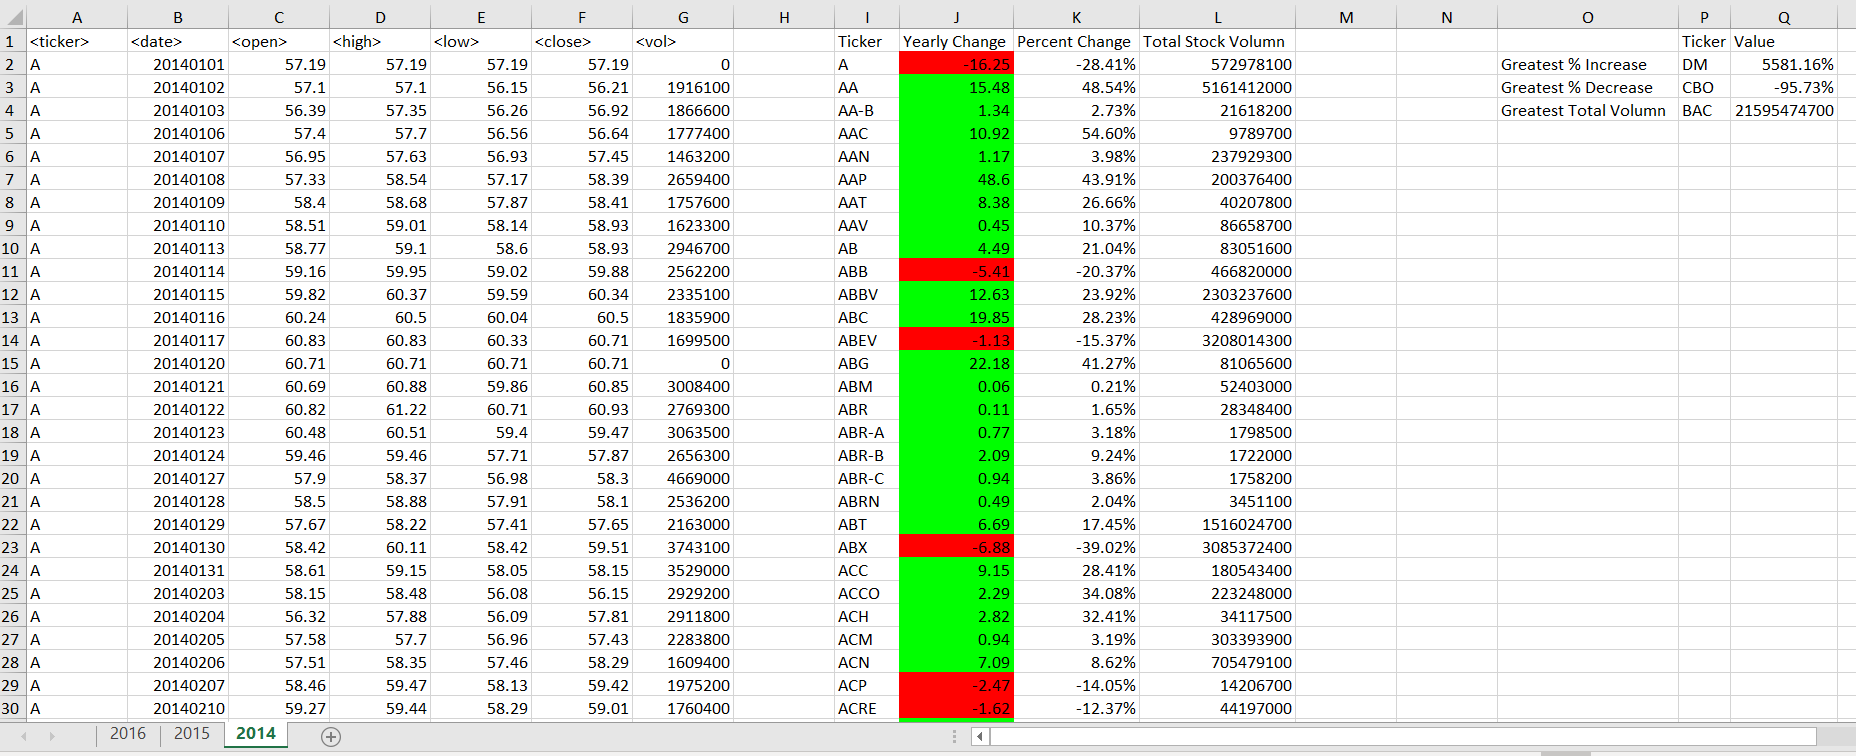 A B C D E F G H I J K L M N O P Q
1 <ticker> <date> <open> <high> <low> <close> <vol> Ticker Yearly Change Percent Change Total Stock Volumn Ticker Value
2 A 20140101 57.19 57.19 57.19 57.19 0 A -16.25 -28.41% 572978100 Greatest % Increase DM 5581.16%
3 A 20140102 57.1 57.1 56.15 56.21 1916100 AA 15.48 48.54% 5161412000 Greatest % Decrease CBO -95.73%
4 A 20140103 56.39 57.35 56.26 56.92 1866600 AA-B 1.34 2.73% 21618200 Greatest Total Volumn BAC 21595474700
5 A 20140106 57.4 57.7 56.56 56.64 1777400 AAC 10.92 54.60% 9789700
6 A 20140107 56.95 57.63 56.93 57.45 1463200 AAN 1.17 3.98% 237929300
7 A 20140108 57.33 58.54 57.17 58.39 2659400 AAP 48.6 43.91% 200376400
8 A 20140109 58.4 58.68 57.87 58.41 1757600 AAT 8.38 26.66% 40207800
9 A 20140110 58.51 59.01 58.14 58.93 1623300 AAV 0.45 10.37% 86658700
10 A 20140113 58.77 59.1 58.6 58.93 2946700 AB 4.49 21.04% 83051600
11 A 20140114 59.16 59.95 59.02 59.88 2562200 ABB -5.41 -20.37% 466820000
12 A 20140115 59.82 60.37 59.59 60.34 2335100 ABBV 12.63 23.92% 2303237600
13 A 20140116 60.24 60.5 60.04 60.5 1835900 ABC 19.85 28.23% 428969000
14 A 20140117 60.83 60.83 60.33 60.71 1699500 ABEV -1.13 -15.37% 3208014300
15 A 20140120 60.71 60.71 60.71 60.71 0 ABG 22.18 41.27% 81065600
16 A 20140121 60.69 60.88 59.86 60.85 3008400 ABM 0.06 0.21% 52403000
17 A 20140122 60.82 61.22 60.71 60.93 2769300 ABR 0.11 1.65% 28348400
18 A 20140123 60.48 60.51 59.4 59.47 3063500 ABR-A 0.77 3.18% 1798500
19 A 20140124 59.46 59.46 57.71 57.87 2656300 ABR-B 2.09 9.24% 1722000
20 A 20140127 57.9 58.37 56.98 58.3 4669000 ABR-C 0.94 3.86% 1758200
21 A 20140128 58.5 58.88 57.91 58.1 2536200 ABRN 0.49 2.04% 3451100
22 A 20140129 57.67 58.22 57.41 57.65 2163000 ABT 6.69 17.45% 1516024700
23 A 20140130 58.42 60.11 58.42 59.51 3743100 ABX -6.88 -39.02% 3085372400
24 A 20140131 58.61 59.15 58.05 58.15 3529000 ACC 9.15 28.41% 180543400
25 A 20140203 58.15 58.48 56.08 56.15 2929200 ACCO 2.29 34.08% 223248000
26 A 20140204 56.32 57.88 56.09 57.81 2911800 ACH 2.82 32.41% 34117500
27 A 20140205 57.58 57.7 56.96 57.43 2283800 ACM 0.94 3.19% 303393900
28 A 20140206 57.51 58.35 57.46 58.29 1609400 ACN 7.09 8.62% 705479100
29 A 20140207 58.46 59.47 58.13 59.42 1975200 ACP -2.47 -14.05% 14206700
30 A 20140210 59.27 59.44 58.29 59.01 1760400 ACRE -1.62 -12.37% 44197000
2016 2015 2014